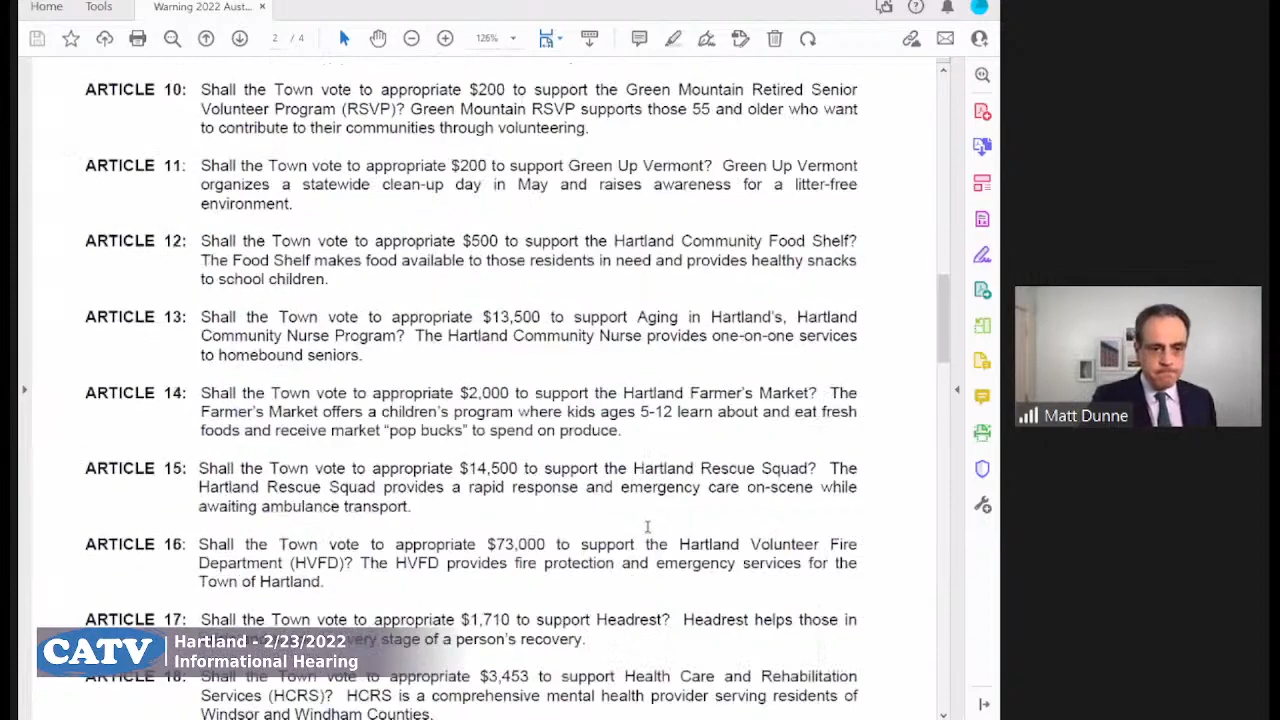 Home Tools Warning 2022 Aust... ×
2 / 4 126%
ARTICLE 10: Shall the Town vote to appropriate $200 to support the Green Mountain Retired Senior
Volunteer Program (RSVP)? Green Mountain RSVP supports those 55 and older who want
to contribute to their communities through volunteering.
ARTICLE 11: Shall the Town vote to appropriate $200 to support Green Up Vermont? Green Up Vermont
organizes a statewide clean-up day in May and raises awareness for a litter-free
environment.
ARTICLE 12: Shall the Town vote to appropriate $500 to support the Hartland Community Food Shelf?
The Food Shelf makes food available to those residents in need and provides healthy snacks
to school children.
ARTICLE 13: Shall the Town vote to appropriate $13,500 to support Aging in Hartland's, Hartland
Community Nurse Program? The Hartland Community Nurse provides one-on-one services
to homebound seniors.
ARTICLE 14: Shall the Town vote to appropriate $2,000 to support the Hartland Farmer's Market? The
Farmer's Market offers a children's program where kids ages 5-12 learn about and eat fresh
foods and receive market “pop bucks” to spend on produce.
ARTICLE 15: Shall the Town vote to appropriate $14,500 to support the Hartland Rescue Squad? The
Hartland Rescue Squad provides a rapid response and emergency care on-scene while
awaiting ambulance transport.
ARTICLE 16: Shall the Town vote to appropriate $73,000 to support the Hartland Volunteer Fire
Department (HVFD)? The HVFD provides fire protection and emergency services for the
Town of Hartland.
ARTICLE 17: Shall the Town vote to appropriate $1,710 to support Headrest? Headrest helps those in
stage of a person's recovery.
ARTICLE 18: Shall the Town vote to appropriate $3,453 to support Health Care and Rehabilitation
Services (HCRS)? HCRS is a comprehensive mental health provider serving residents of
Windsor and Windham Counties.
Matt Dunne
CATV
Hartland - 2/23/2022
Informational Hearing